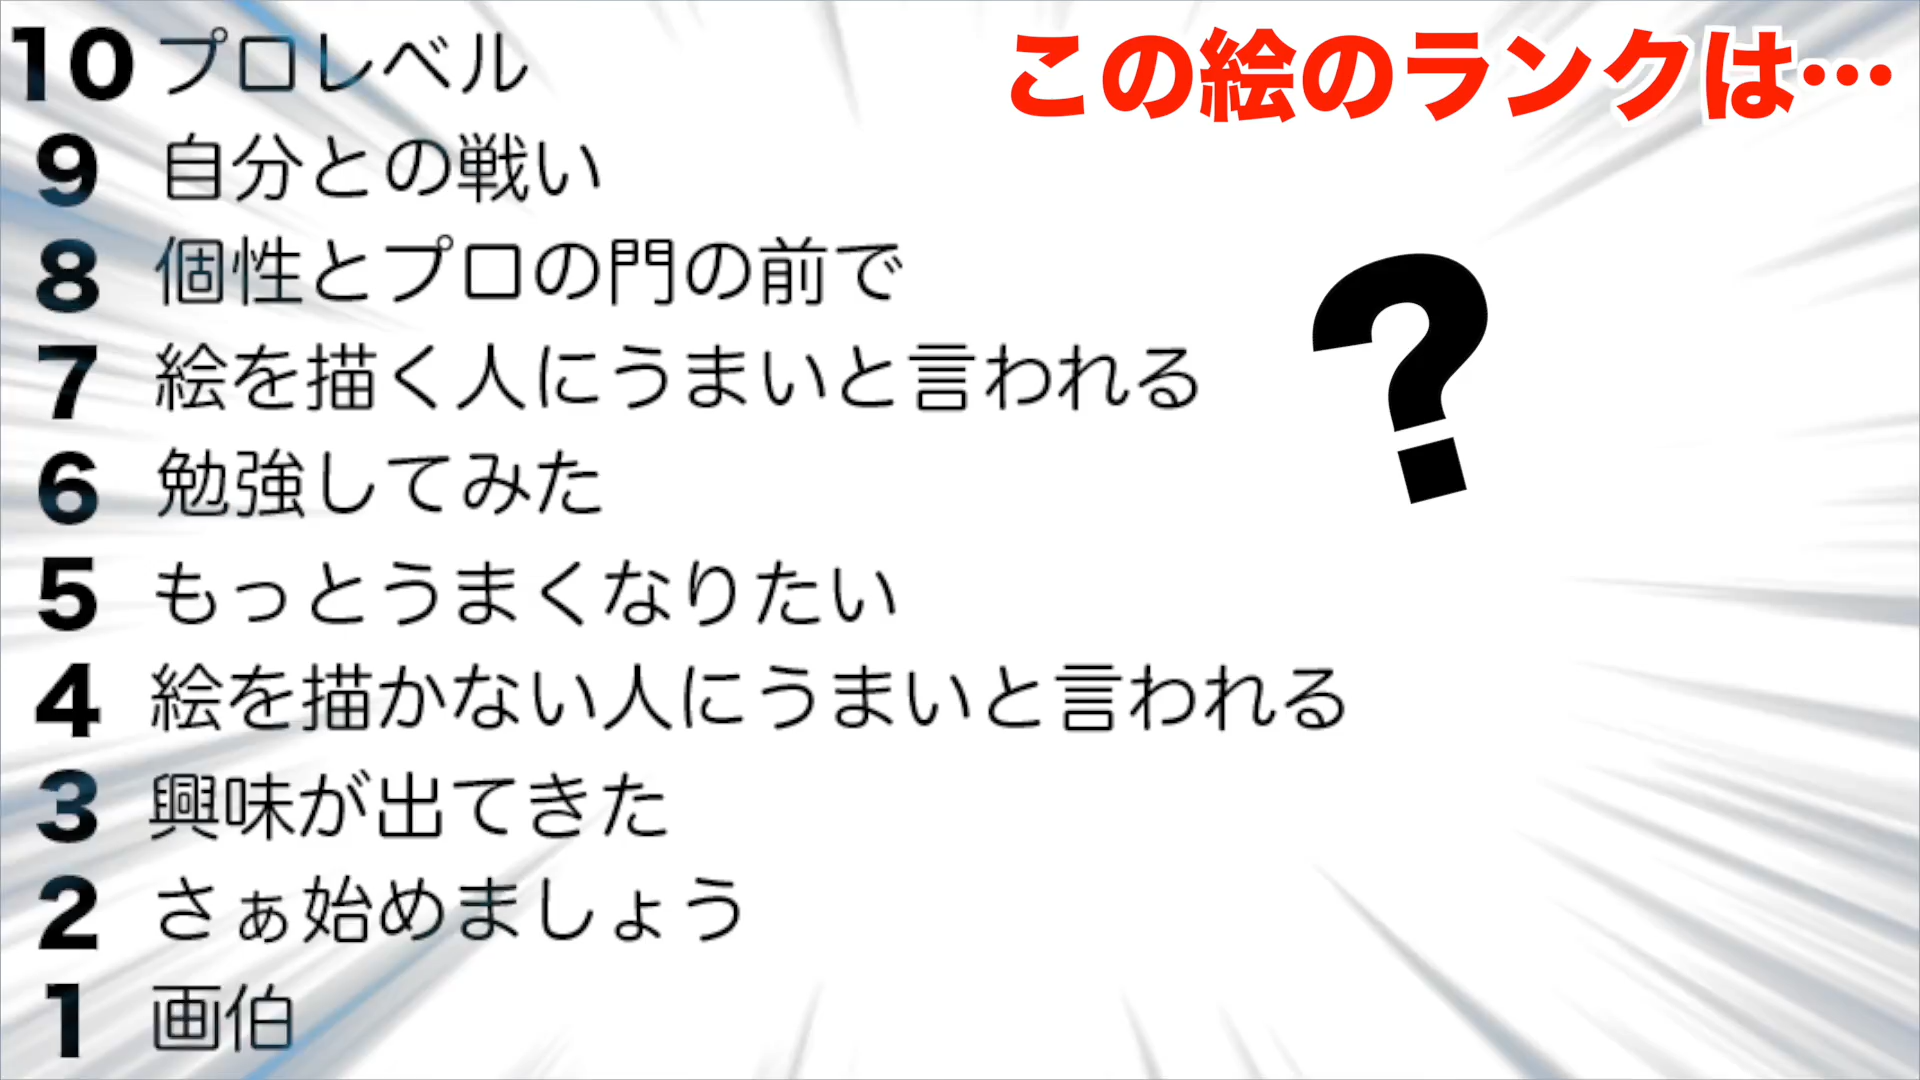 この絵のランクは…
10 プロレベル
9 自分との戦い
8 個性とプロの門の前で
7 絵を描く人にうまいと言われる
6 勉強してみた
5 もっとうまくなりたい
4 絵を描かない人にうまいと言われる
3 興味が出てきた
2 さぁ始めましょう
1 画伯
?